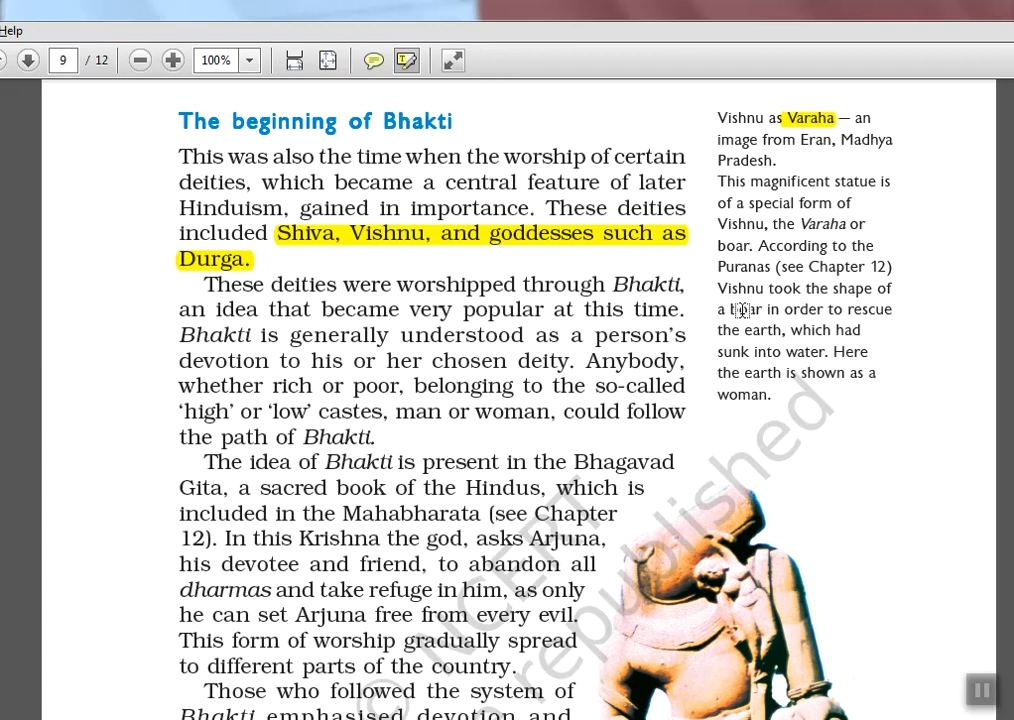 Help
9 / 12
100%
The beginning of Bhakti
This was also the time when the worship of certain
deities, which became a central feature of later
Hinduism, gained in importance. These deities
included Shiva, Vishnu, and goddesses such as
Durga.
These deities were worshipped through Bhakti,
an idea that became very popular at this time.
Bhakti is generally understood as a person's
devotion to his or her chosen deity. Anybody,
whether rich or poor, belonging to the so-called
'high' or 'low' castes, man or woman, could follow
the path of Bhakti.
The idea of Bhakti is present in the Bhagavad
Gita, a sacred book of the Hindus, which is
included in the Mahabharata (see Chapter
12). In this Krishna the god, asks Arjuna,
his devotee and friend, to abandon all
dharmas and take refuge in him, as only
he can set Arjuna free from every evil.
This form of worship gradually spread
to different parts of the country.
Those who followed the system of
Bhakti emphasised devotion and
Vishnu as Varaha — an
image from Eran, Madhya
Pradesh.
This magnificent statue is
of a special form of
Vishnu, the Varaha or
boar. According to the
Puranas (see Chapter 12)
Vishnu took the shape of
a boar in order to rescue
the earth, which had
sunk into water. Here
the earth is shown as a
woman.
© NCERT
republished